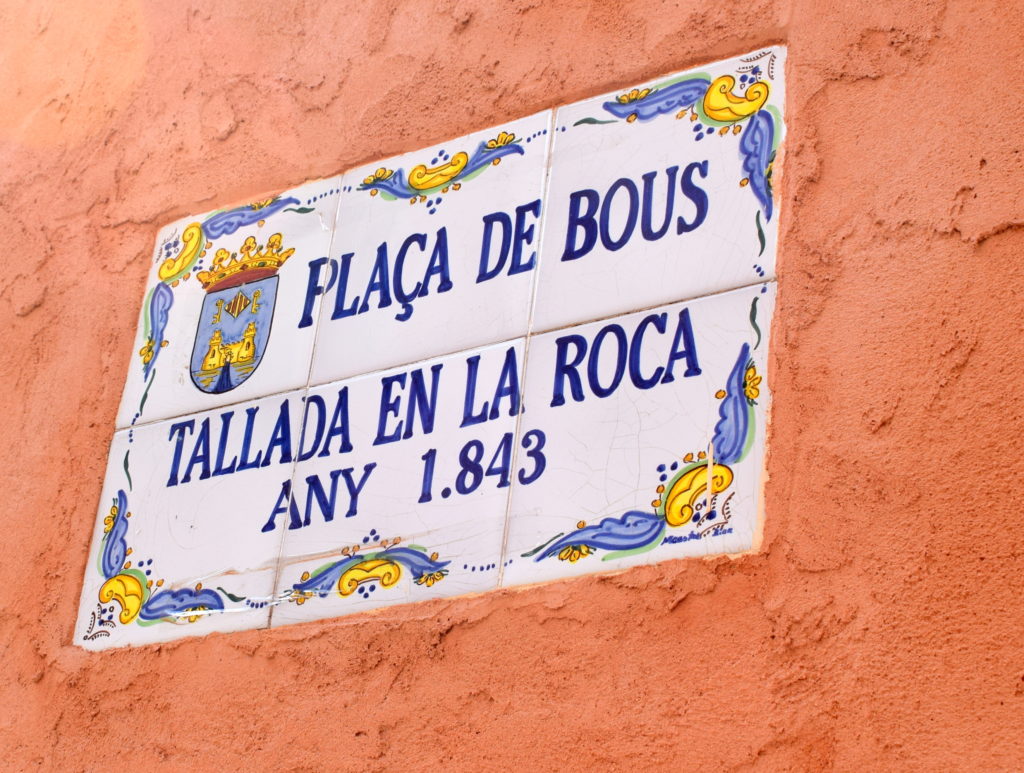 PLAÇA DE BOUS
TALLADA EN LA ROCA
ANY 1.843